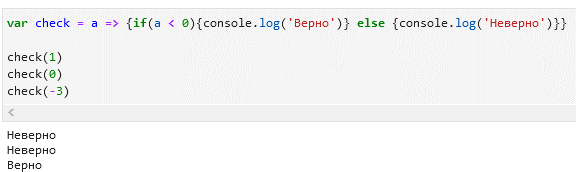 var check = a => {if(a < 0){console.log('Верно')} else {console.log('Неверно')}}
check(1)
check(0)
check(-3)
Неверно
Неверно
Верно